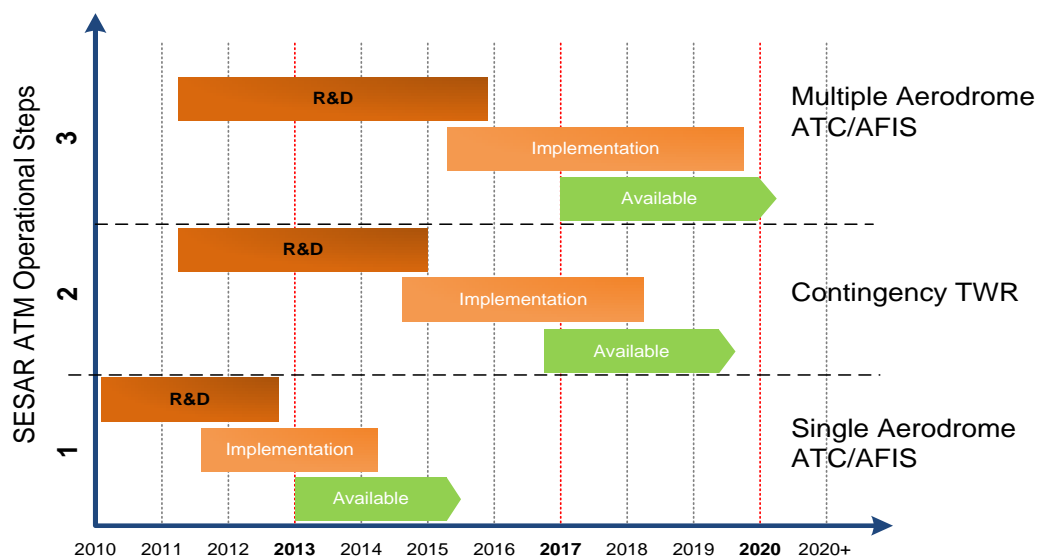 SESAR ATM Operational Steps
3
R&D
Implementation
Available
Multiple Aerodrome
ATC/AFIS
2
R&D
Implementation
Available
Contingency TWR
1
R&D
Implementation
Available
Single Aerodrome
ATC/AFIS
2010 2011 2012 2013 2014 2015 2016 2017 2018 2019 2020 2020+